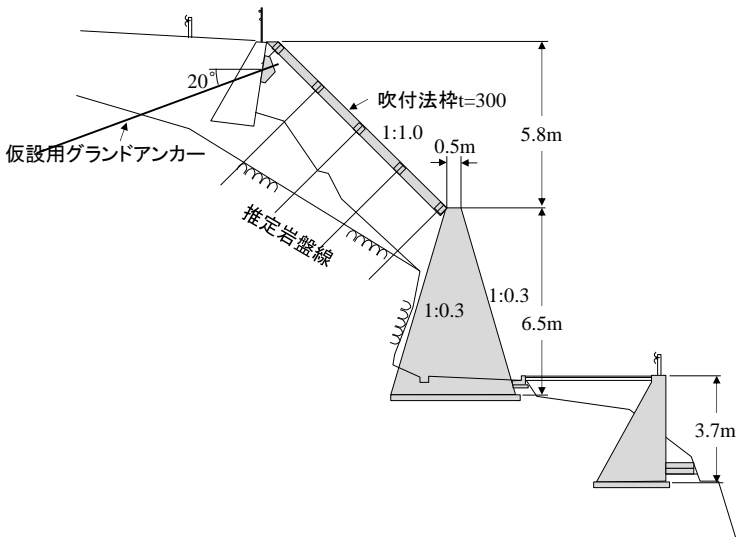 20°
吹付法枠t=300
1:1.0
5.8m
仮設用グランドアンカー
0.5m
推定岩盤線
1:0.3
1:0.3
6.5m
3.7m